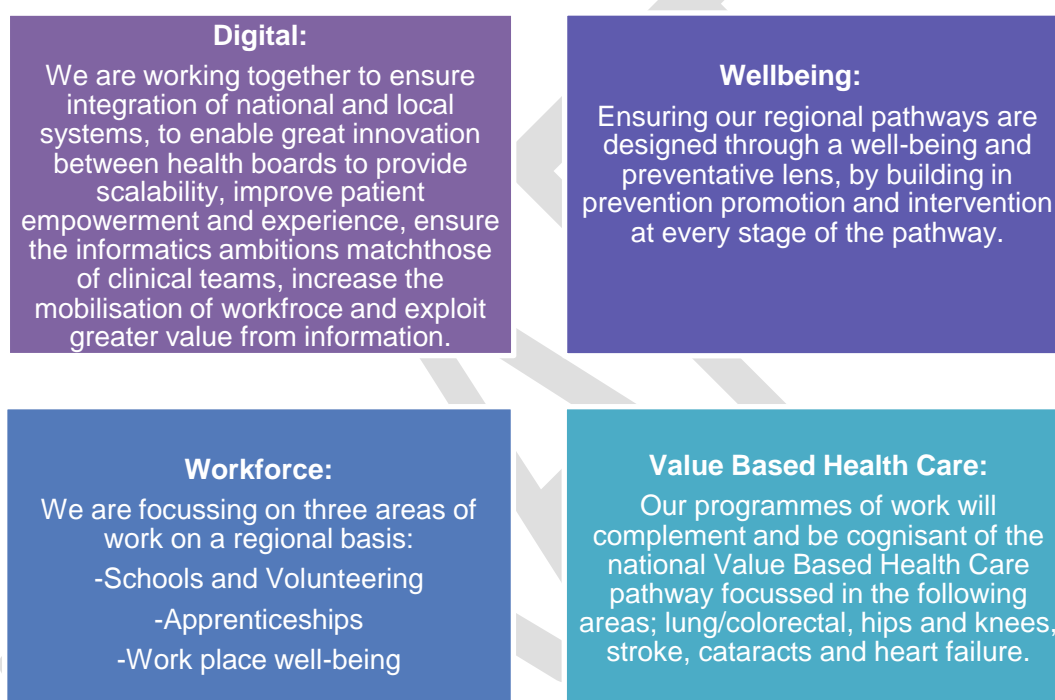 Digital:
We are working together to ensure
integration of national and local
systems, to enable great innovation
between health boards to provide
scalability, improve patient
empowerment and experience, ensure
the informatics ambitions matchthose
of clinical teams, increase the
mobilisation of workfroce and exploit
greater value from information.
Wellbeing:
Ensuring our regional pathways are
designed through a well-being and
preventative lens, by building in
prevention promotion and intervention
at every stage of the pathway.
Workforce:
We are focussing on three areas of
work on a regional basis:
-Schools and Volunteering
-Apprenticeships
-Work place well-being
Value Based Health Care:
Our programmes of work will
complement and be cognisant of the
national Value Based Health Care
pathway focussed in the following
areas; lung/colorectal, hips and knees,
stroke, cataracts and heart failure.